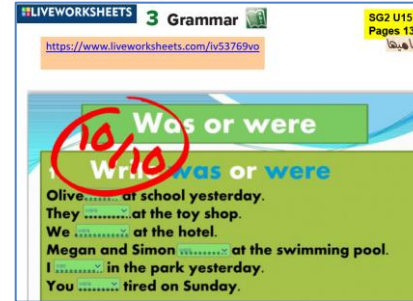 LIVEWORKSHEETS
3 Grammar
SG2 U15
Pages 13
https://www.liveworksheets.com/iv53769vo
Was or were
10/10
Write was or were
Olive........ at school yesterday.
They .......... at the toy shop.
We .......... at the hotel.
Megan and Simon .......... at the swimming pool.
I .......... in the park yesterday.
You ......... tired on Sunday.